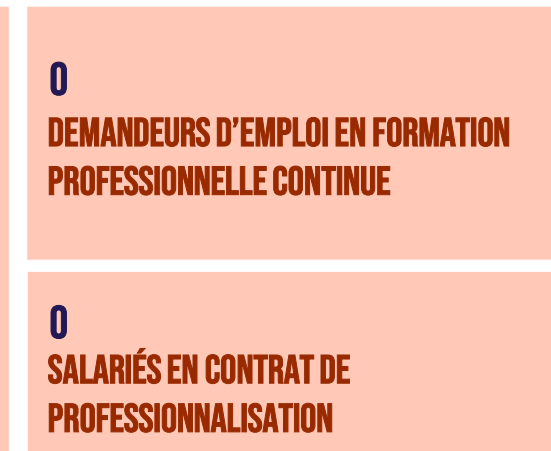 0
DEMANDEURS D’EMPLOI EN FORMATION
PROFESSIONNELLE CONTINUE
0
SALARIÉS EN CONTRAT DE
PROFESSIONNALISATION